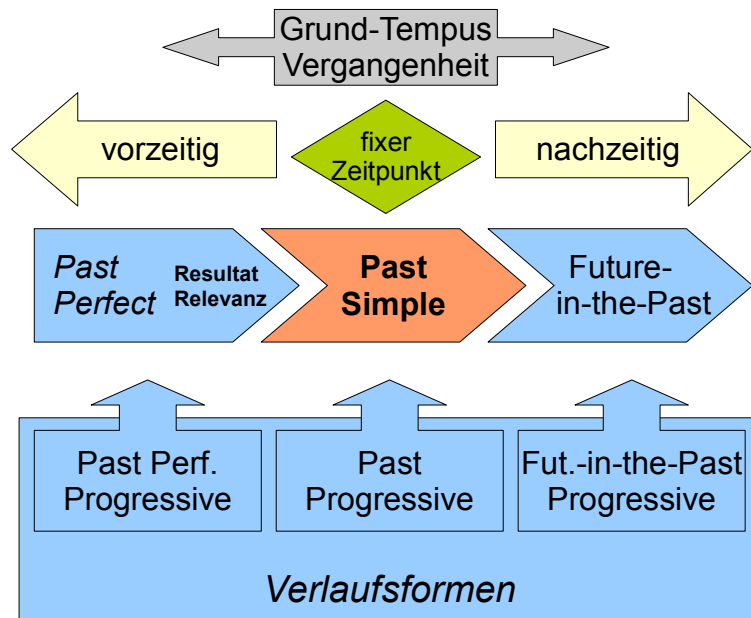 Grund-Tempus
Vergangenheit
vorzeitig
fixer
Zeitpunkt
nachzeitig
Past
Perfect
Resultat
Relevanz
Past
Simple
Future-
in-the-Past
Past Perf.
Progressive
Past
Progressive
Fut.-in-the-Past
Progressive
Verlaufsformen